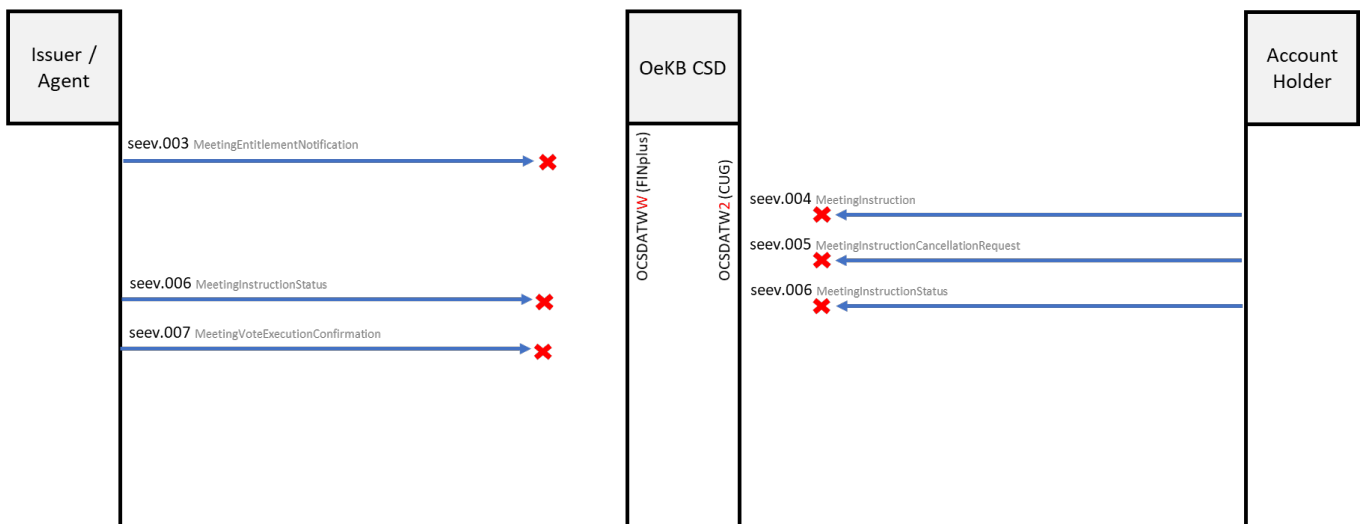 Issuer /
Agent
OeKB CSD
Account
Holder
seev.003 MeetingEntitlementNotification
seev.006 MeetingInstructionStatus
seev.007 MeetingVoteExecutionConfirmation
OCSDATWW (FINplus)
OCSDATW2 (CUG)
seev.004 MeetingInstruction
seev.005 MeetingInstructionCancellationRequest
seev.006 MeetingInstructionStatus